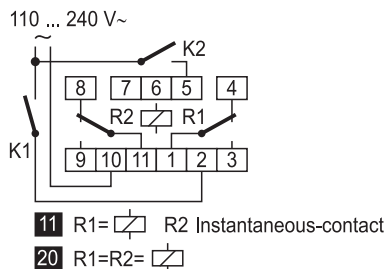 110 ... 240 V~
~
K2
8 7 6 5 4
R2 R1
K1
9 10 11 1 2 3
11 R1= R2 Instantaneous-contact
20 R1=R2=